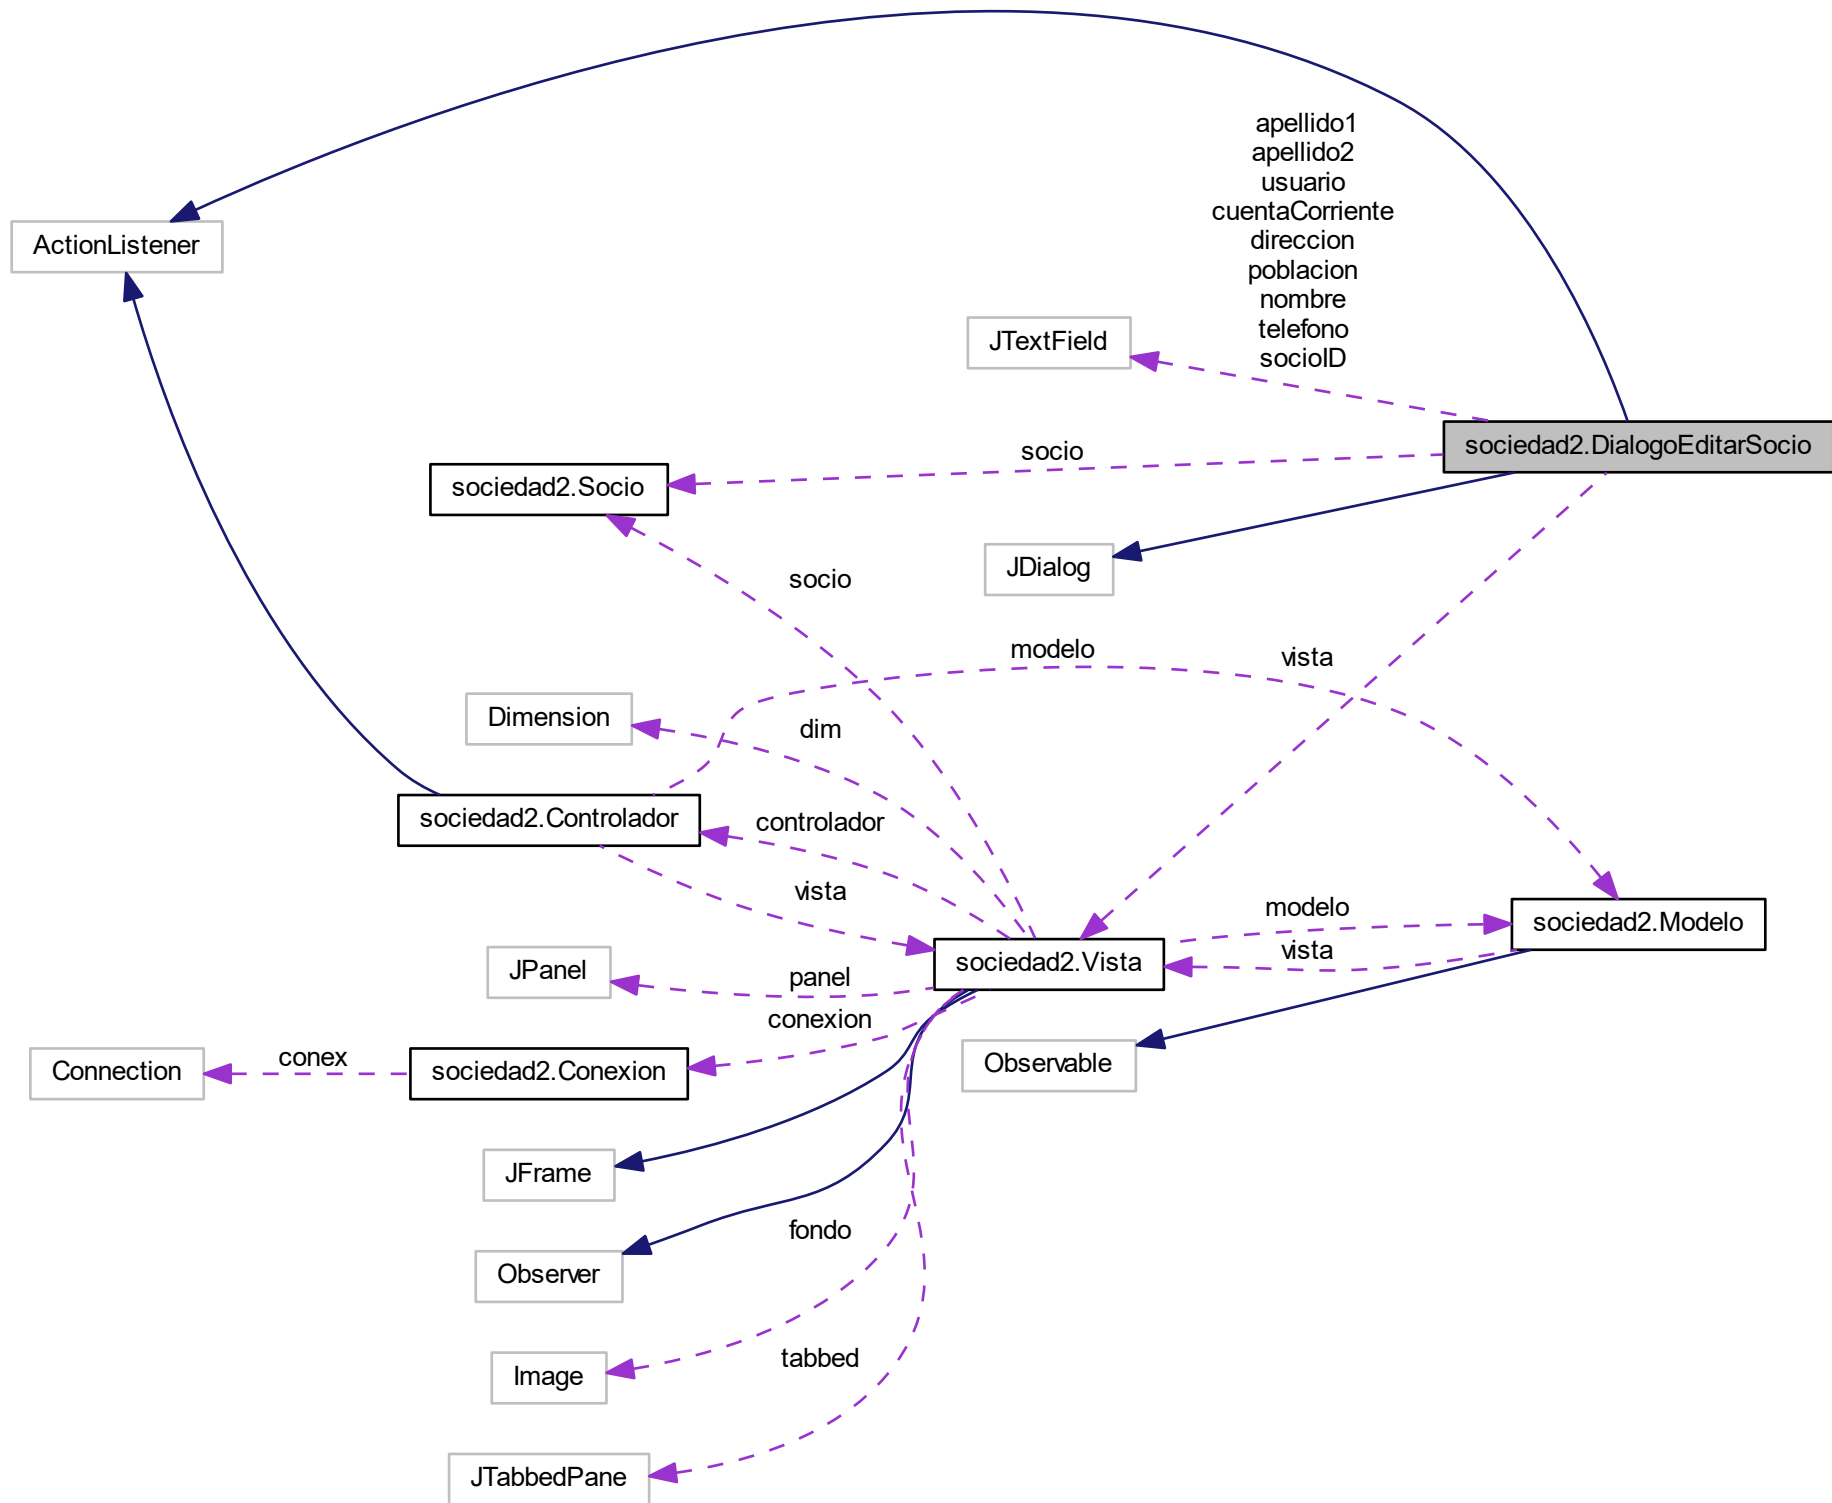 apellido1
apellido2
usuario
cuentaCorriente
direccion
poblacion
nombre
telefono
socioID
ActionListener
JTextField
sociedad2.DialogoEditarSocio
socio
sociedad2.Socio
JDialog
socio
modelo
vista
Dimension
dim
sociedad2.Controlador
controlador
vista
modelo
sociedad2.Modelo
vista
sociedad2.Vista
JPanel
panel
conexion
Observable
Connection
conex
sociedad2.Conexion
JFrame
fondo
Observer
tabbed
Image
JTabbedPane